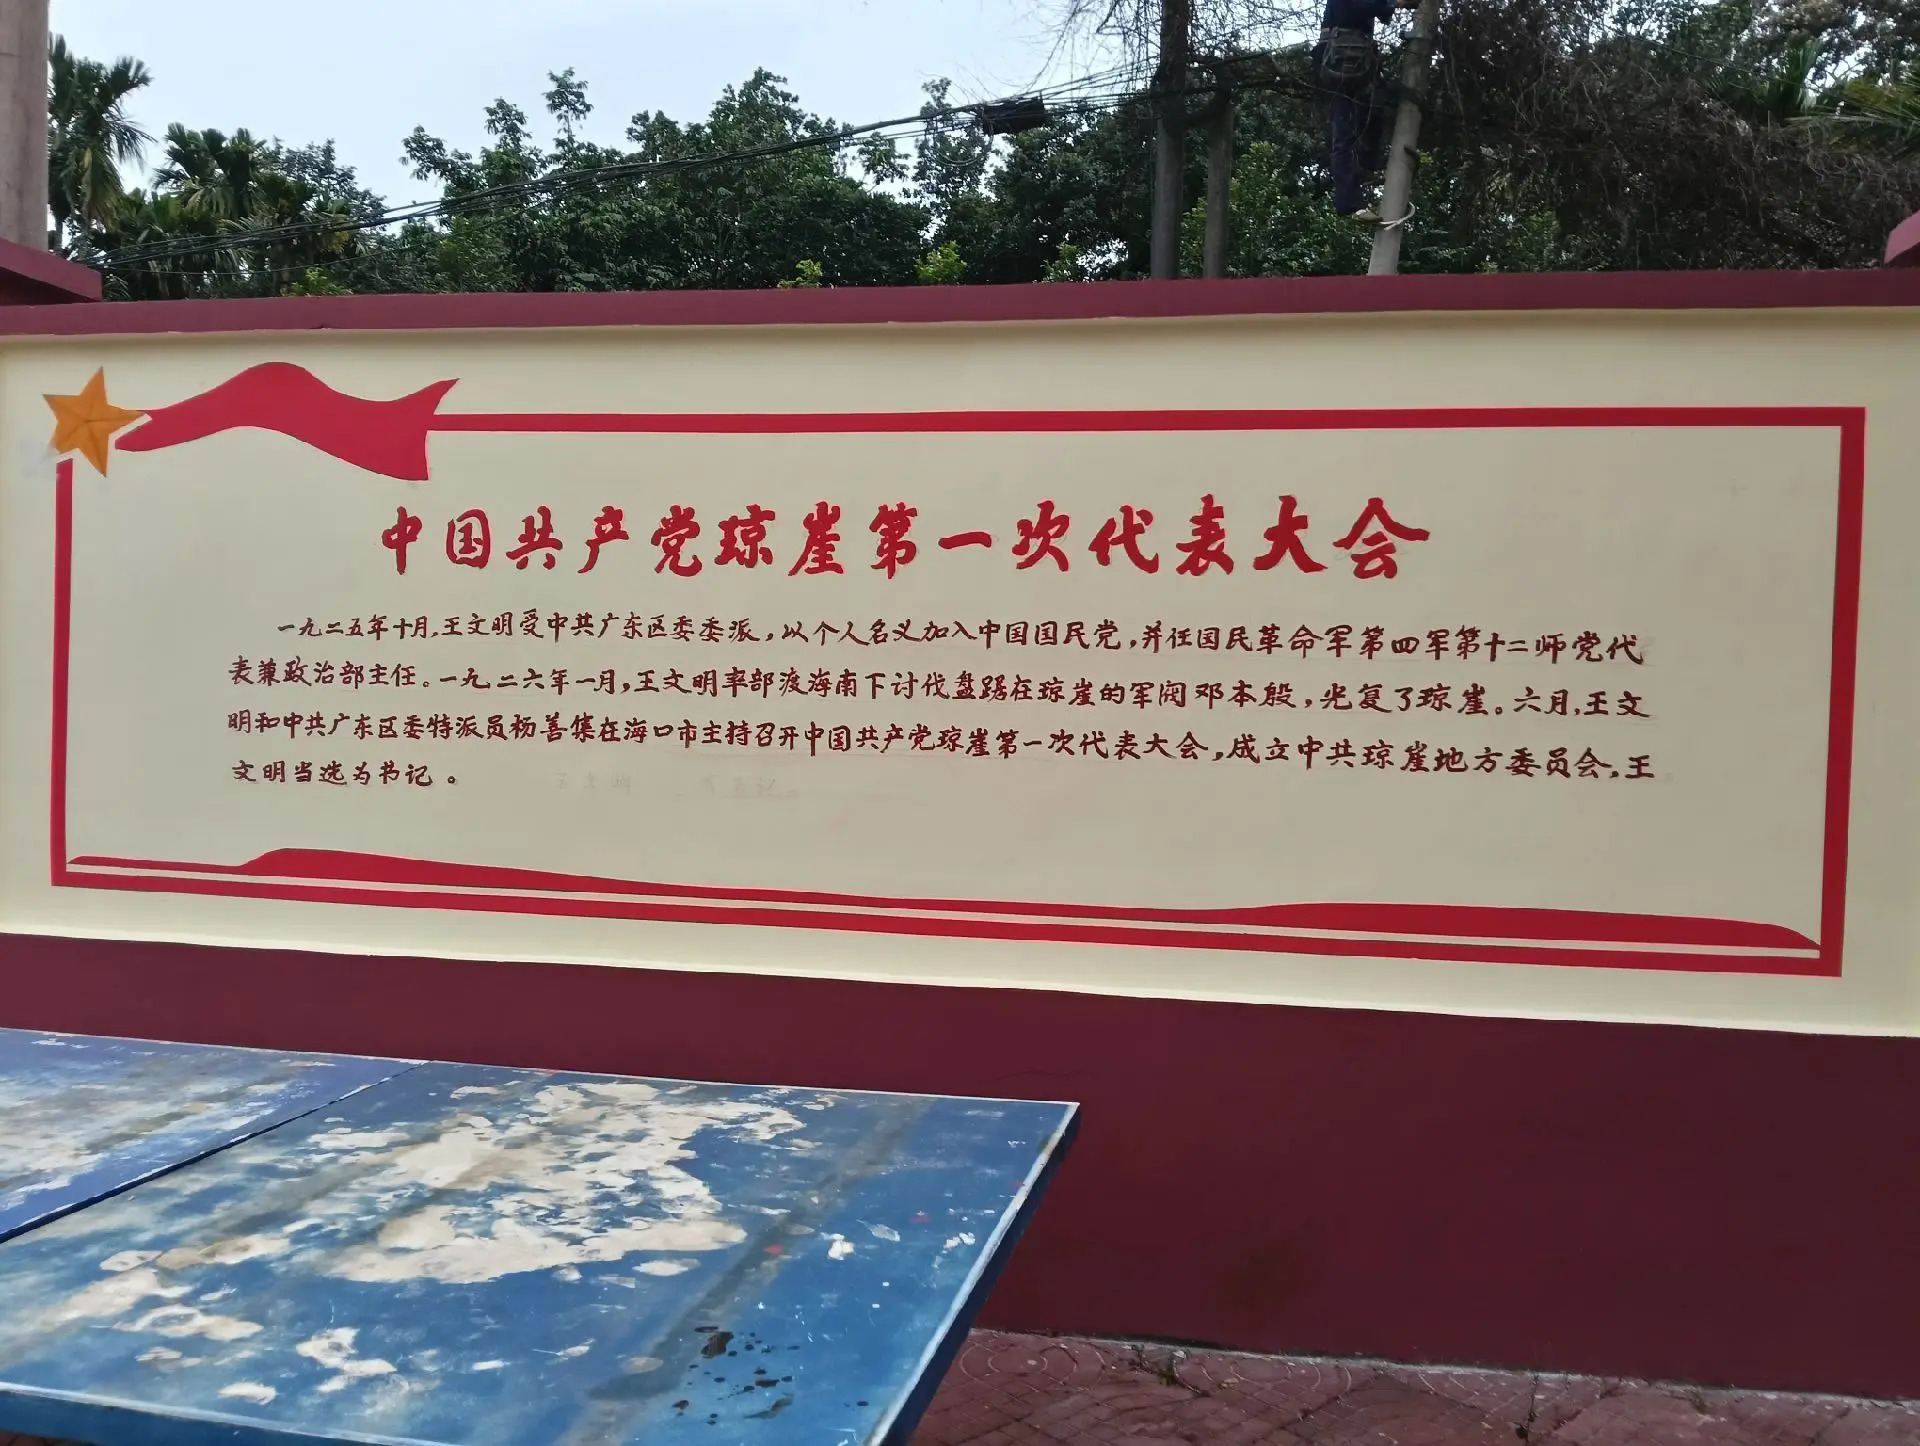 中国共产党琼崖第一次代表大会
一九二五年十月，王文明受中共广东区委委派，以个人名义加入中国国民党，并任国民革命军第四军第十二师党代
表兼政治部主任。一九二六年一月，王文明率部渡海南下讨伐盘踞在琼崖的军阀邓本殷，光复了琼崖。六月，王文
明和中共广东区委特派员杨善集在海口市主持召开中国共产党琼崖第一次代表大会，成立中共琼崖地方委员会，王
文明当选为书记。